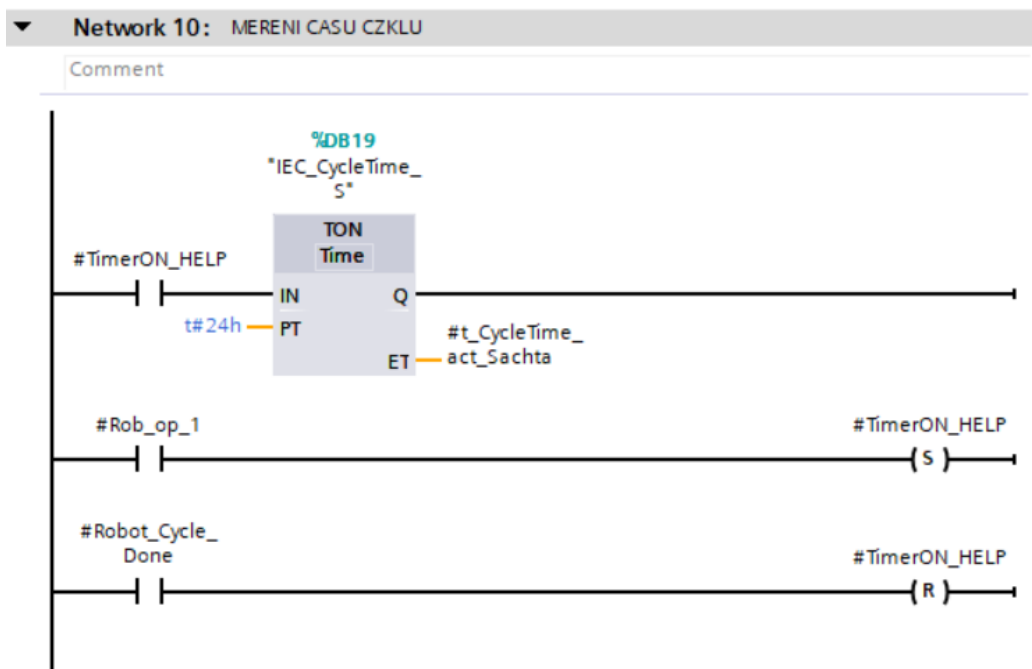 Network 10: MERENI CASU CZKLU
Comment
%DB19
"IEC_CycleTime_
S"
TON
Time
#TimerON_HELP
IN
Q
t#24h
PT
#t_CycleTime_
act_Sachta
ET
#Rob_op_1
#TimerON_HELP
S
#Robot_Cycle_
Done
#TimerON_HELP
R